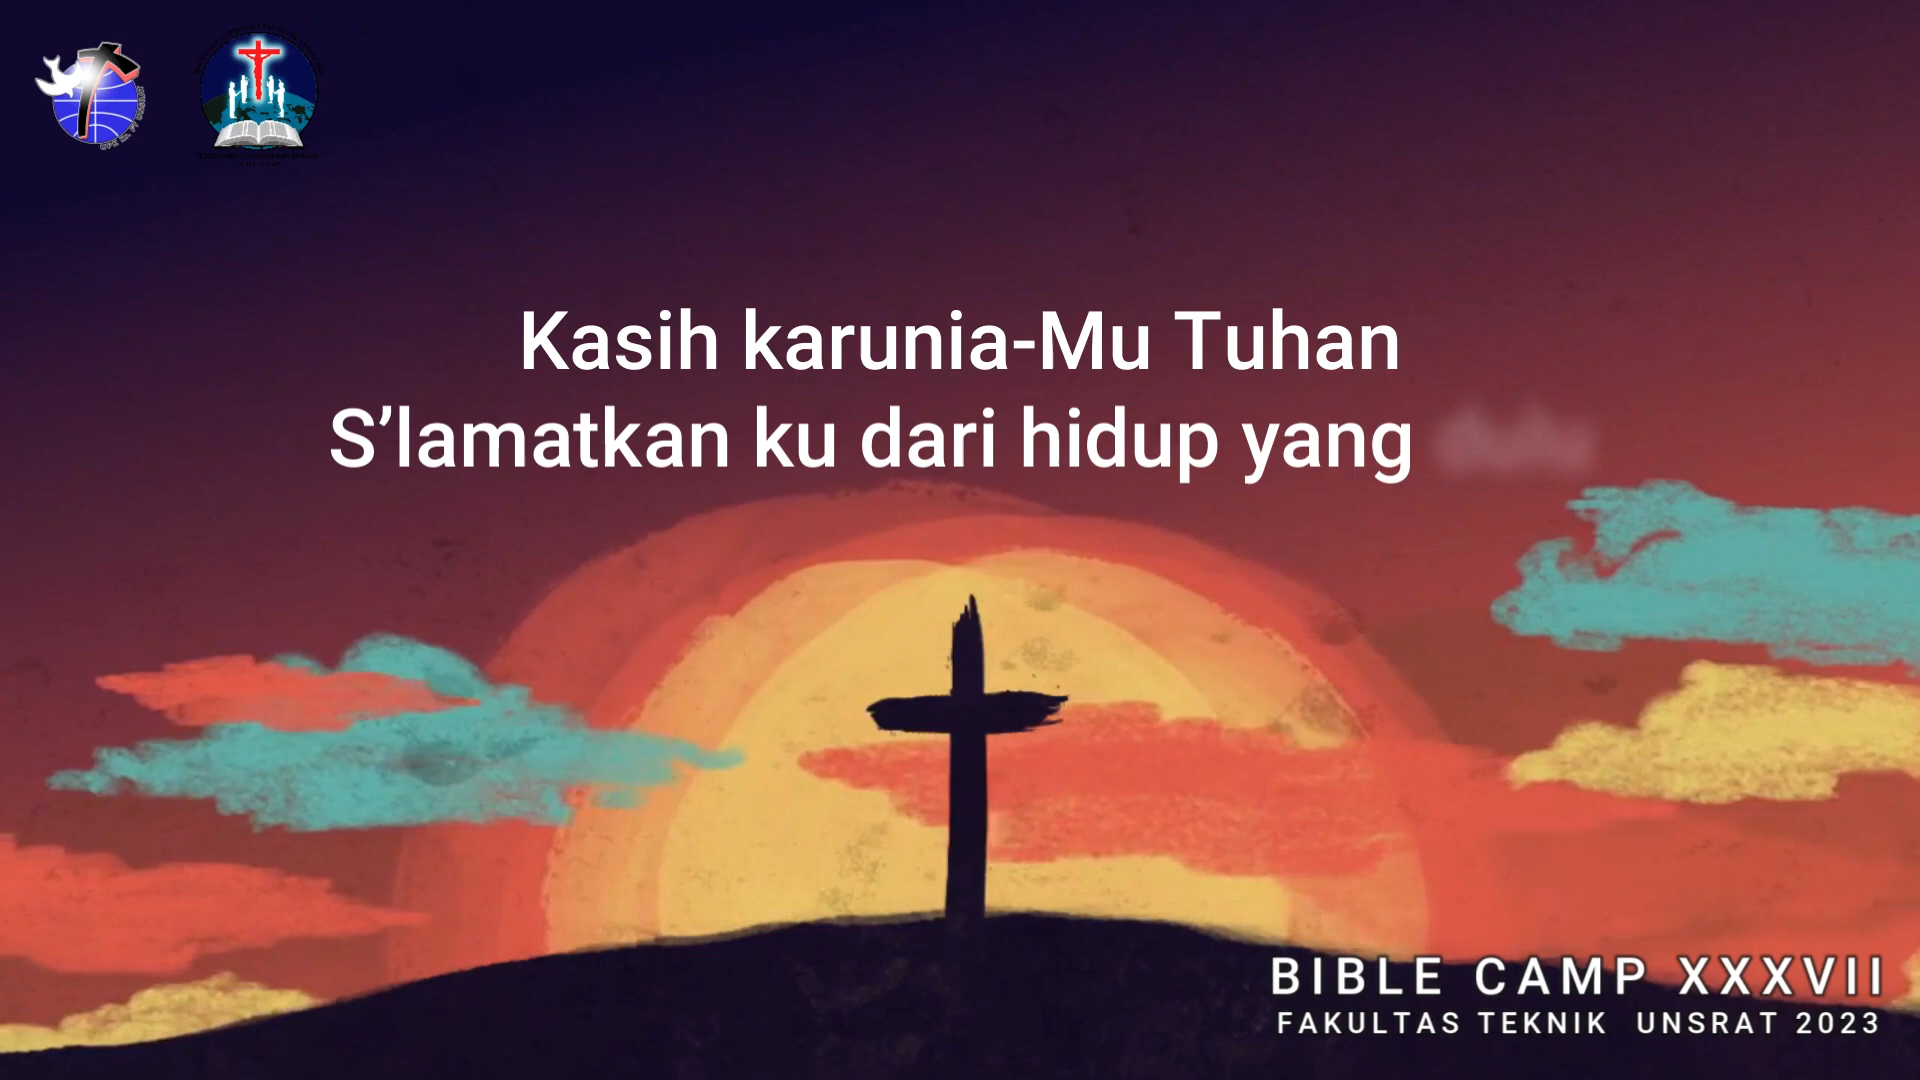 Kasih karunia-Mu Tuhan
S’lamatkan ku dari hidup yang
BIBLE CAMP XXXVII
FAKULTAS TEKNIK UNSRAT 2023